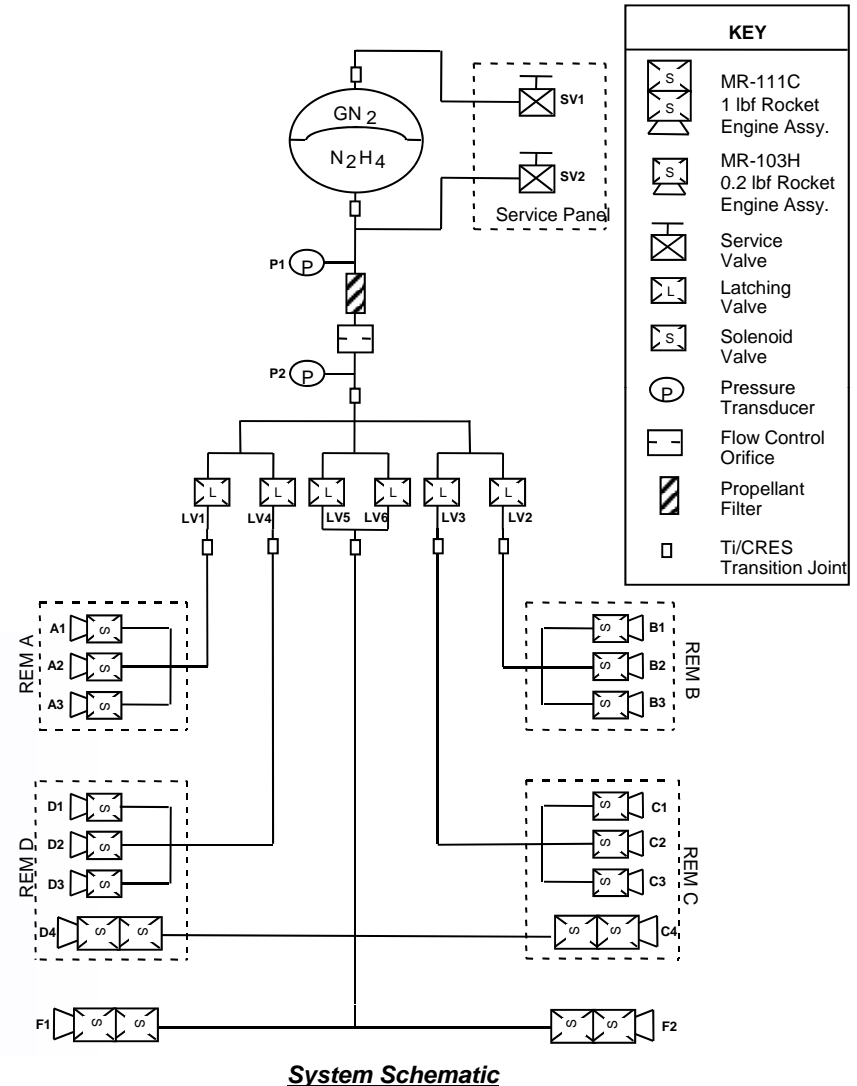 GN 2
N2H4
SV1
SV2
Service Panel
P1
P
P2
P
L
L
L
L
L
L
LV1
LV4
LV5
LV6
LV3
LV2
REM A
A1
S
A2
S
A3
S
REM B
S
B1
S
B2
S
B3
REM D
D1
S
D2
S
D3
S
D4
S
S
REM C
S
C1
S
C2
S
C3
S
S
C4
F1
S
S
S
S
F2
System Schematic
KEY
S
S
MR-111C
1 lbf Rocket
Engine Assy.
S
MR-103H
0.2 lbf Rocket
Engine Assy.
Service
Valve
L
Latching
Valve
S
Solenoid
Valve
P
Pressure
Transducer
Flow Control
Orifice
Propellant
Filter
Ti/CRES
Transition Joint